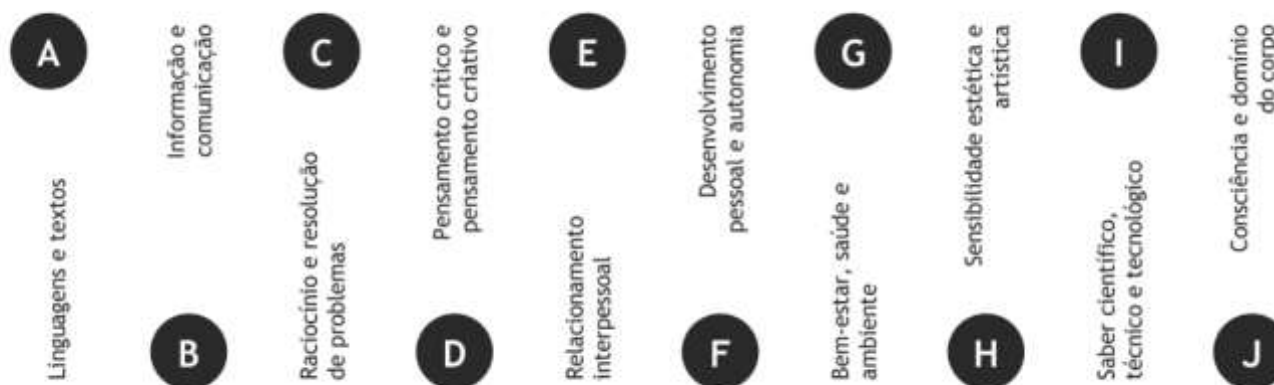 A
Linguagens e textos
Informação e
comunicação
B
C
Raciocínio e resolução
de problemas
Pensamento crítico e
pensamento criativo
D
E
Relacionamento
interpessoal
Desenvolvimento
pessoal e autonomia
F
G
Bem-estar, saúde e
ambiente
Sensibilidade estética e
artística
H
I
Saber científico,
técnico e tecnológico
Consciência e domínio
do corpo
J